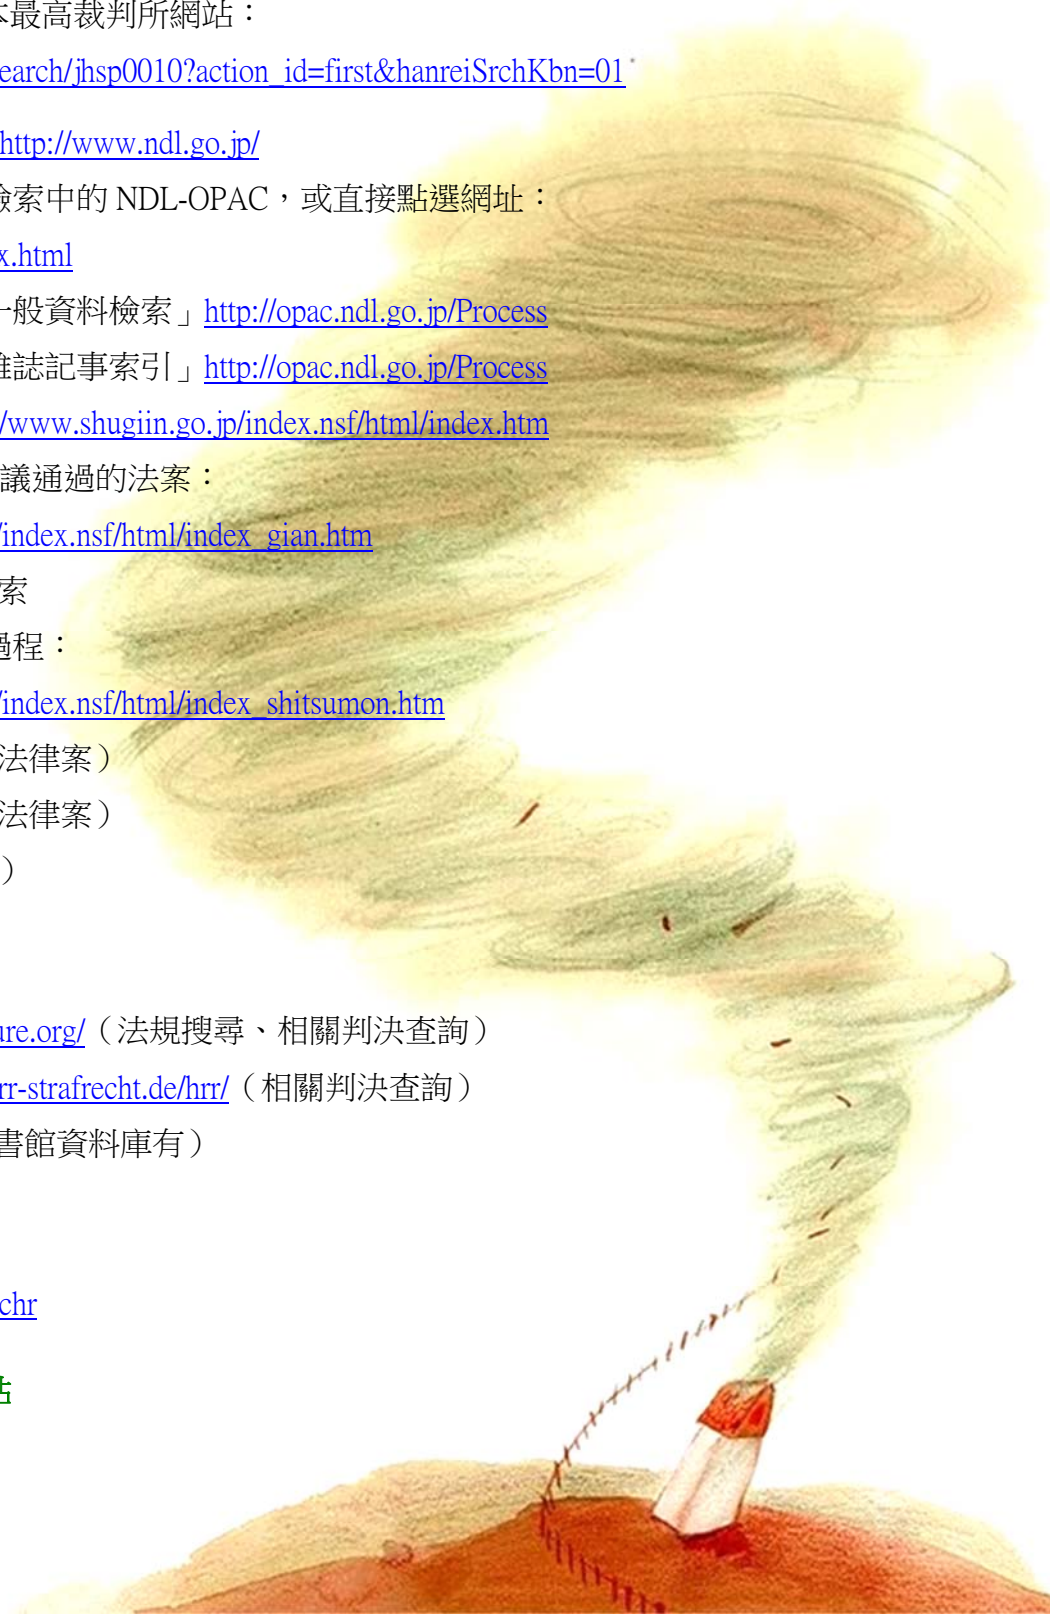 本最高裁判所網站：
earch/jhsp0010?action_id=first&hanreiSrchKbn=01
http://www.ndl.go.jp/
檢索中的 NDL-OPAC，或直接點選網址：
x.html
一般資料檢索」http://opac.ndl.go.jp/Process
雜誌記事索引」http://opac.ndl.go.jp/Process
/www.shugiin.go.jp/index.nsf/html/index.htm
議通過的法案：
/index.nsf/html/index_gian.htm
索
過程：
/index.nsf/html/index_shitsumon.htm
法律案）
法律案）
）
ure.org/（法規搜尋、相關判決查詢）
rr-strafrecht.de/hrr/（相關判決查詢）
書館資料庫有）
chr